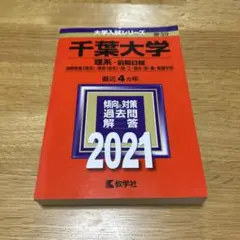 大学入試シリーズ
千葉大学
理系-前期日程
最近4カ年
傾向と対策
過去問
解答
2021
教学社